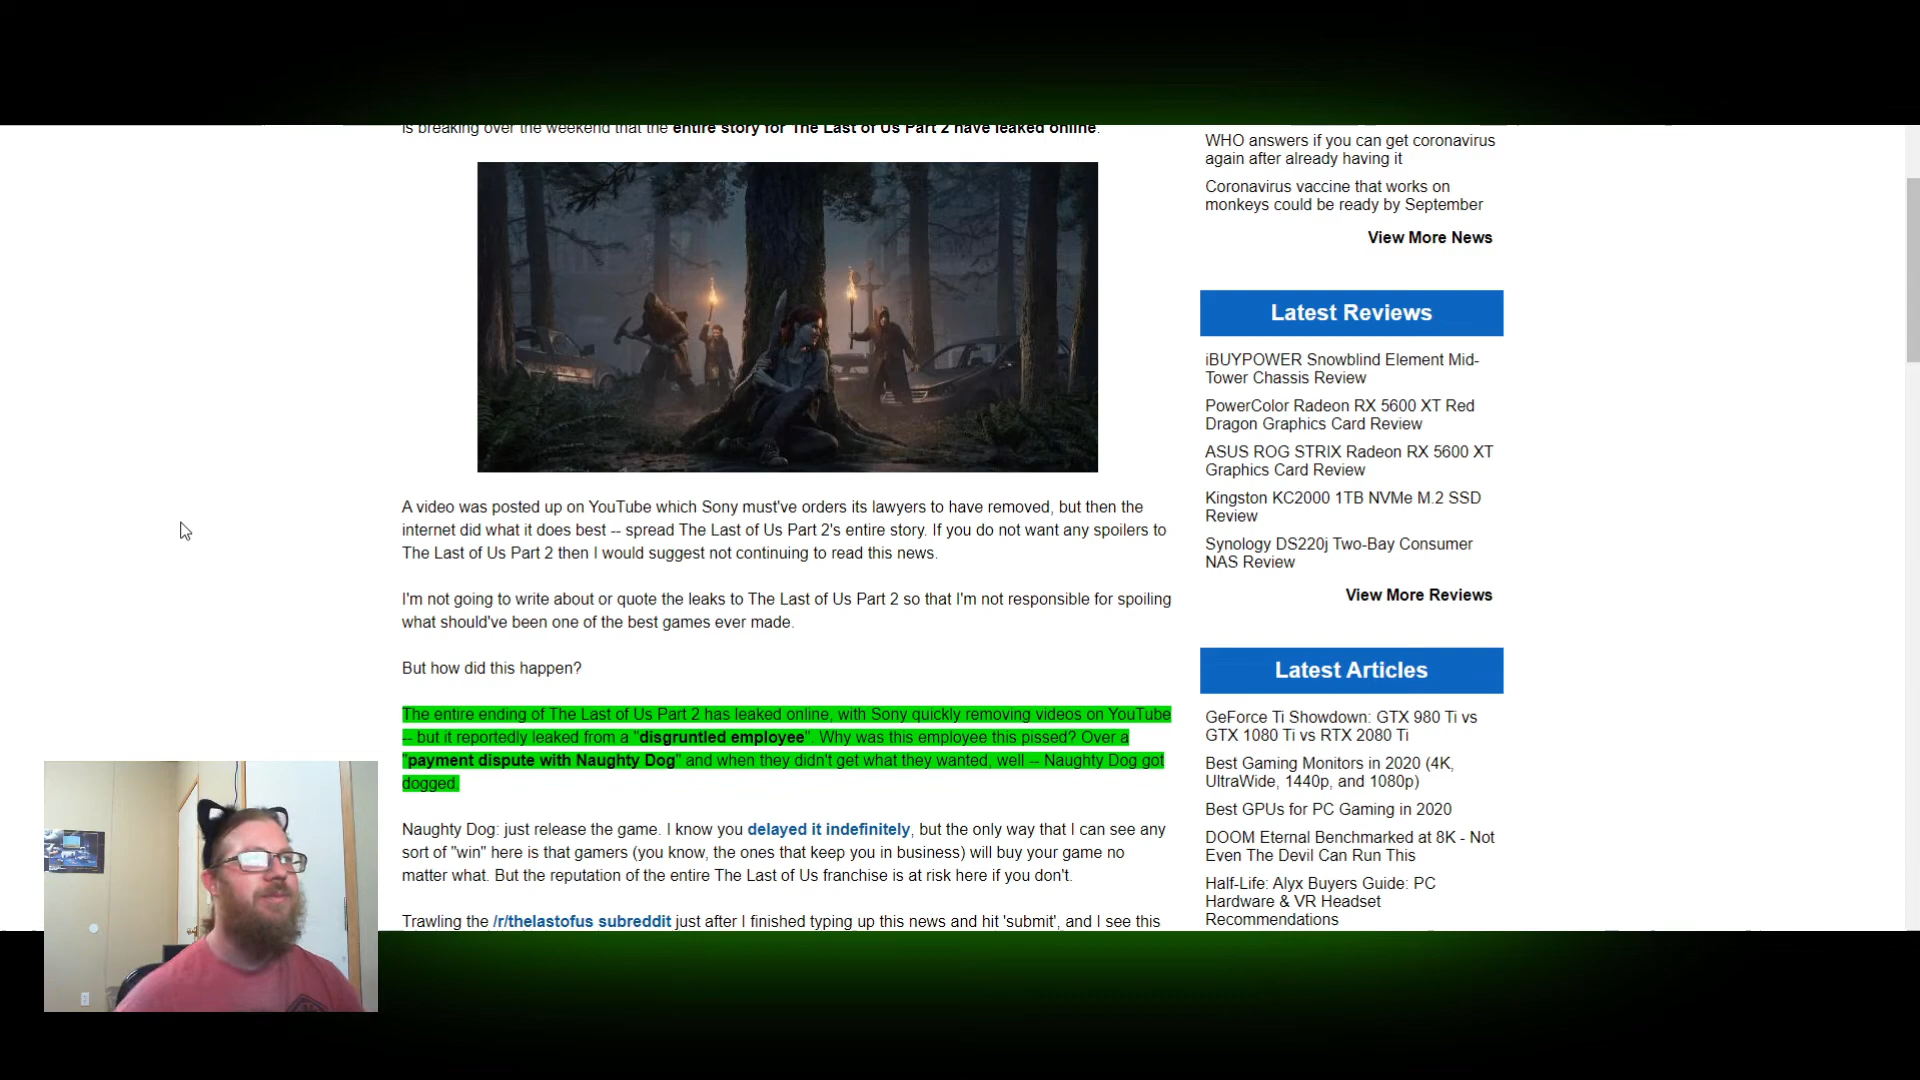 is breaking over the weekend that the entire story for The Last of Us Part 2 have leaked online.
A video was posted up on YouTube which Sony must've orders its lawyers to have removed, but then the
internet did what it does best -- spread The Last of Us Part 2's entire story. If you do not want any spoilers to
The Last of Us Part 2 then I would suggest not continuing to read this news.
I'm not going to write about or quote the leaks to The Last of Us Part 2 so that I'm not responsible for spoiling
what should've been one of the best games ever made.
But how did this happen?
The entire ending of The Last of Us Part 2 has leaked online, with Sony quickly removing videos on YouTube
-- but it reportedly leaked from a "disgruntled employee". Why was this employee this pissed? Over a
"payment dispute with Naughty Dog" and when they didn't get what they wanted, well -- Naughty Dog got
dogged.
Naughty Dog: just release the game. I know you delayed it indefinitely, but the only way that I can see any
sort of "win" here is that gamers (you know, the ones that keep you in business) will buy your game no
matter what. But the reputation of the entire The Last of Us franchise is at risk here if you don't.
Trawling the /r/thelastofus subreddit just after I finished typing up this news and hit 'submit', and I see this
WHO answers if you can get coronavirus
again after already having it
Coronavirus vaccine that works on
monkeys could be ready by September
View More News
Latest Reviews
iBUYPOWER Snowblind Element Mid-
Tower Chassis Review
PowerColor Radeon RX 5600 XT Red
Dragon Graphics Card Review
ASUS ROG STRIX Radeon RX 5600 XT
Graphics Card Review
Kingston KC2000 1TB NVMe M.2 SSD
Review
Synology DS220j Two-Bay Consumer
NAS Review
View More Reviews
Latest Articles
GeForce Ti Showdown: GTX 980 Ti vs
GTX 1080 Ti vs RTX 2080 Ti
Best Gaming Monitors in 2020 (4K,
UltraWide, 1440p, and 1080p)
Best GPUs for PC Gaming in 2020
DOOM Eternal Benchmarked at 8K - Not
Even The Devil Can Run This
Half-Life: Alyx Buyers Guide: PC
Hardware & VR Headset
Recommendations